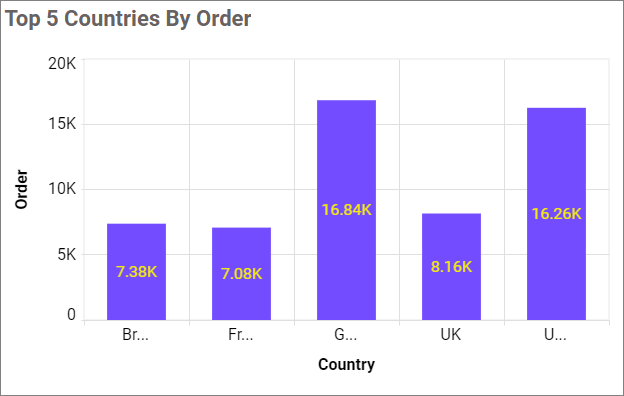 Top 5 Countries By Order
20K
15K
10K
5K
0
Order
7.38K
7.08K
16.84K
8.16K
16.26K
Br...
Fr...
G...
UK
U...
Country